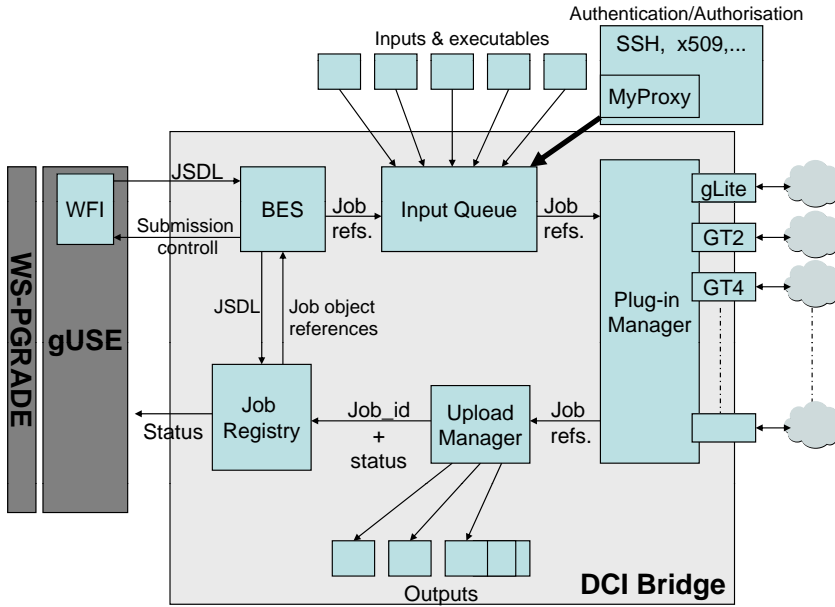 Authentication/Authorisation
SSH, x509,...
MyProxy
Inputs & executables
WS-PGRADE
gUSE
WFI
JSDL
Submission
controll
BES
Job
refs.
Input Queue
Job
refs.
Plug-in
Manager
gLite
GT2
GT4
JSDL
Job object
references
Job
Registry
Status
Job_id
+
status
Upload
Manager
Job
refs.
Outputs
DCI Bridge